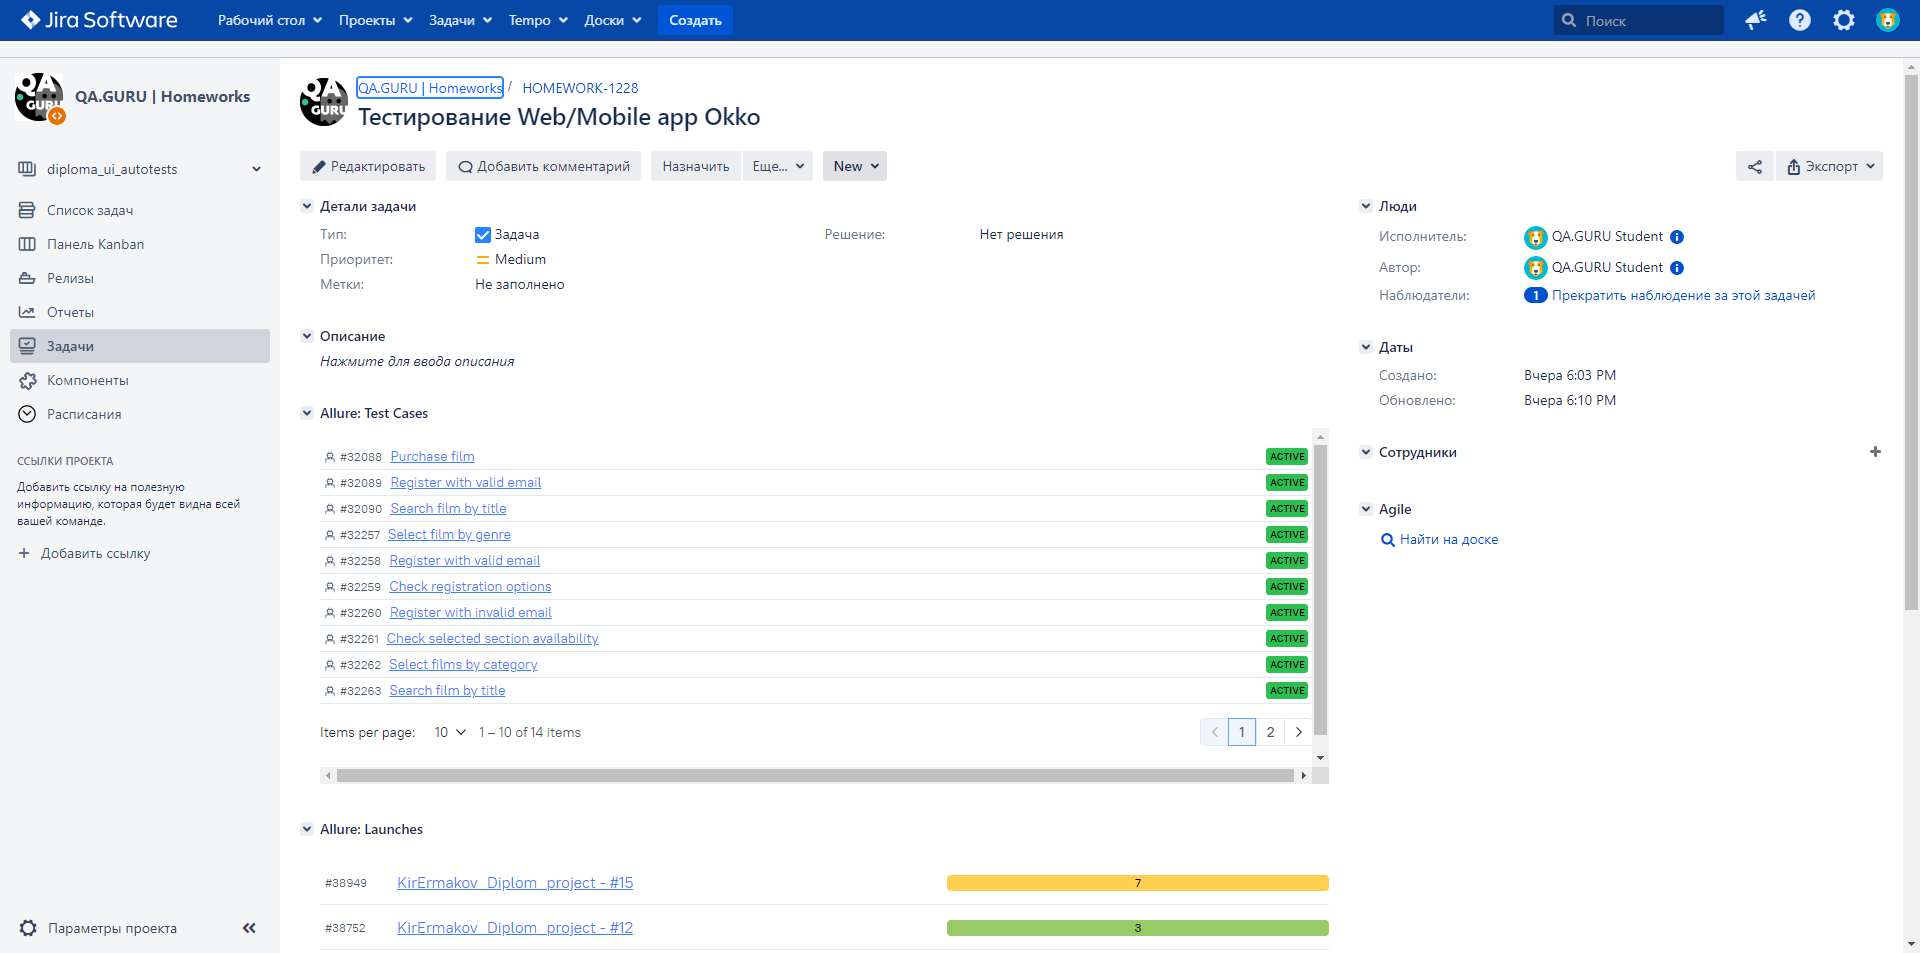 Jira Software Рабочий стол Проекты Задачи Tempo Доски Создать Поиск
QA GURU
QA.GURU | Homeworks
diploma_ui_autotests
Список задач
Панель Kanban
Релизы
Отчеты
Задачи
Компоненты
Расписания
ССЫЛКИ ПРОЕКТА
Добавить ссылку на полезную
информацию, которая будет видна всей
вашей команде.
+ Добавить ссылку
Параметры проекта
QA GURU
QA.GURU | Homeworks / HOMEWORK-1228
Тестирование Web/Mobile app Okko
Редактировать Добавить комментарий Назначить Еще... New Экспорт
Детали задачи
Тип: Задача Решение: Нет решения
Приоритет: Medium
Метки: Не заполнено
Описание
Нажмите для ввода описания
Allure: Test Cases
#32088 Purchase film ACTIVE
#32089 Register with valid email ACTIVE
#32090 Search film by title ACTIVE
#32257 Select film by genre ACTIVE
#32258 Register with valid email ACTIVE
#32259 Check registration options ACTIVE
#32260 Register with invalid email ACTIVE
#32261 Check selected section availability ACTIVE
#32262 Select films by category ACTIVE
#32263 Search film by title ACTIVE
Items per page: 10 1 – 10 of 14 items 1 2
Allure: Launches
#38949 KirErmakov_Diplom_project - #15 7
#38752 KirErmakov_Diplom_project - #12 3
Люди
Исполнитель: QA.GURU Student
Автор: QA.GURU Student
Наблюдатели: 1 Прекратить наблюдение за этой задачей
Даты
Создано: Вчера 6:03 PM
Обновлено: Вчера 6:10 PM
Сотрудники
Agile
Найти на доске